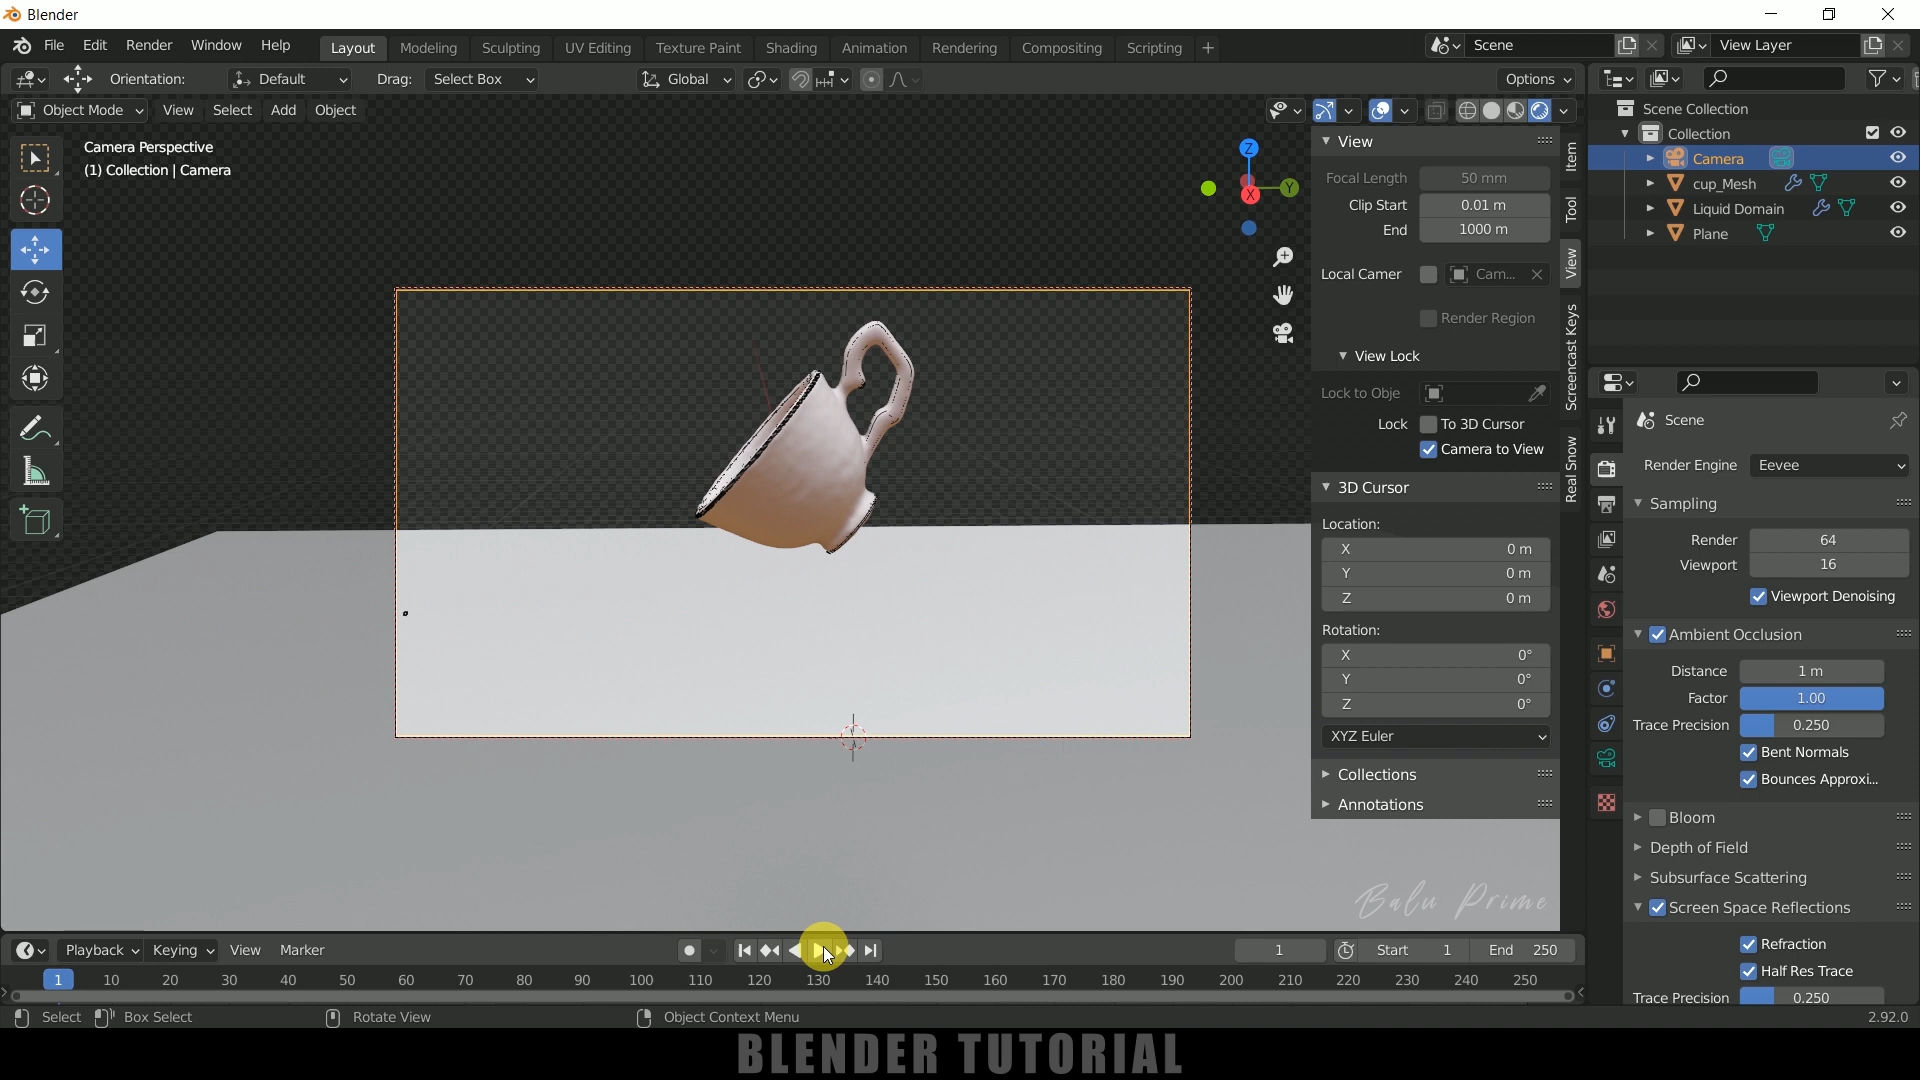 Blender
File Edit Render Window Help Layout Modeling Sculpting UV Editing Texture Paint Shading Animation Rendering Compositing Scripting + Scene View Layer
Orientation: Default Drag: Select Box Global Options
Object Mode View Select Add Object
Camera Perspective
(1) Collection | Camera
Z
Y
X
View
Focal Length 50 mm
Clip Start 0.01 m
End 1000 m
Local Camer Cam...
Render Region
View Lock
Lock to Obje
Lock To 3D Cursor
Camera to View
3D Cursor
Location:
X 0 m
Y 0 m
Z 0 m
Rotation:
X 0°
Y 0°
Z 0°
XYZ Euler
Collections
Annotations
Item
Tool
View
Screencast Keys
Real Snow
Scene Collection
Collection
Camera
cup_Mesh
Liquid Domain
Plane
Scene
Render Engine Eevee
Sampling
Render 64
Viewport 16
Viewport Denoising
Ambient Occlusion
Distance 1 m
Factor 1.00
Trace Precision 0.250
Bent Normals
Bounces Approxi...
Bloom
Depth of Field
Subsurface Scattering
Screen Space Reflections
Refraction
Half Res Trace
Trace Precision 0.250
Balu Prime
Playback Keying View Marker 1 Start 1 End 250
1 10 20 30 40 50 60 70 80 90 100 110 120 130 140 150 160 170 180 190 200 210 220 230 240 250
Select Box Select Rotate View Object Context Menu 2.92.0
BLENDER TUTORIAL